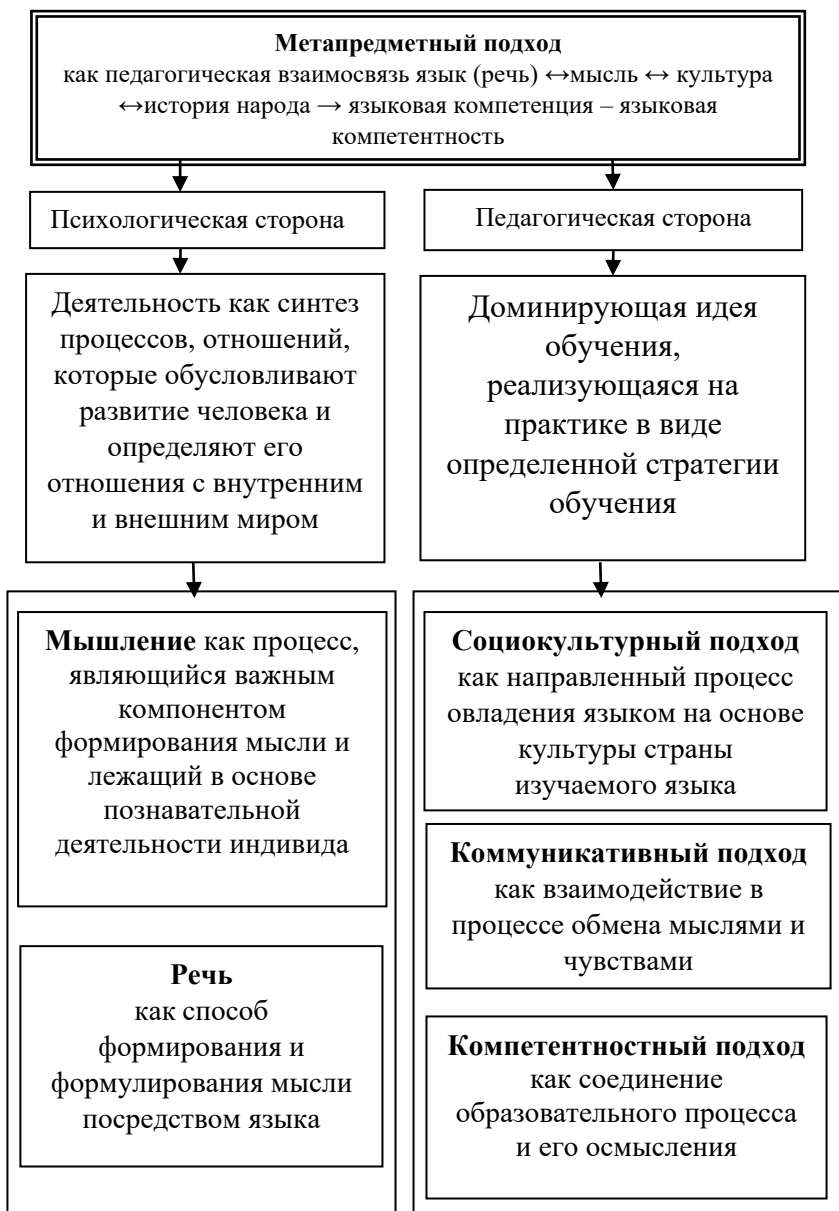 Метапредметный подход
как педагогическая взаимосвязь язык (речь) ↔мысль ↔ культура
↔история народа → языковая компетенция – языковая
компетентность
Психологическая сторона
Деятельность как синтез
процессов, отношений,
которые обусловливают
развитие человека и
определяют его
отношения с внутренним
и внешним миром
Мышление как процесс,
являющийся важным
компонентом
формирования мысли и
лежащий в основе
познавательной
деятельности индивида
Речь
как способ
формирования и
формулирования мысли
посредством языка
Педагогическая сторона
Доминирующая идея
обучения,
реализующаяся на
практике в виде
определенной стратегии
обучения
Социокультурный подход
как направленный процесс
овладения языком на основе
культуры страны
изучаемого языка
Коммуникативный подход
как взаимодействие в
процессе обмена мыслями и
чувствами
Компетентностный подход
как соединение
образовательного процесса
и его осмысления